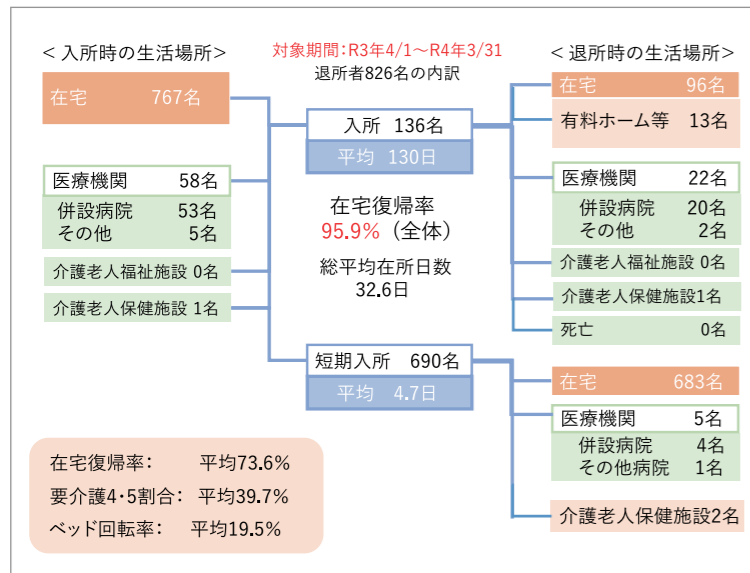 ＜入所時の生活場所＞
在宅 767名
医療機関 58名
併設病院 53名
その他 5名
介護老人福祉施設 0名
介護老人保健施設 1名
対象期間：R3年4/1〜R4年3/31
退所者826名の内訳
入所 136名
平均 130日
在宅復帰率
95.9%（全体）
総平均在所日数
32.6日
短期入所 690名
平均 4.7日
＜退所時の生活場所＞
在宅 96名
有料ホーム等 13名
医療機関 22名
併設病院 20名
その他 2名
介護老人福祉施設 0名
介護老人保健施設1名
死亡 0名
在宅 683名
医療機関 5名
併設病院 4名
その他病院 1名
介護老人保健施設2名
在宅復帰率： 平均73.6%
要介護4・5割合： 平均39.7%
ベッド回転率： 平均19.5%